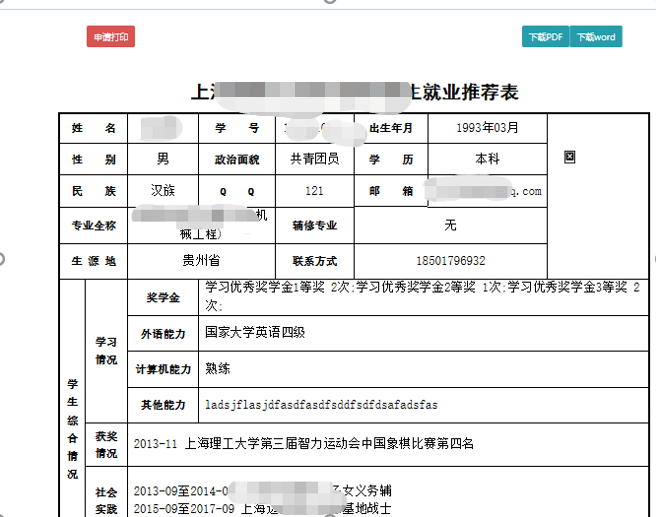 申请打印
下载PDF 下载word
上 生就业推荐表
姓 名 学 号 出生年月 1993年03月
性 别 男 政治面貌 共青团员 学 历 本科
民 族 汉族 Q Q 121 邮 箱 q.com
专业全称 机械工程) 辅修专业 无
生 源 地 贵州省 联系方式 18501796932
学生综合情况
学习情况
奖学金 学习优秀奖学金1等奖 2次;学习优秀奖学金2等奖 1次;学习优秀奖学金3等奖 2
次;
外语能力 国家大学英语四级
计算机能力 熟练
其他能力 ladsjflasjdfasdfasdfsddfsdfdsafadsfas
获奖情况 2013-11 上海理工大学第三届智力运动会中国象棋比赛第四名
社会实践 2013-09至2014-0 子女义务辅
2015-09至2017-09 上海 基地战士